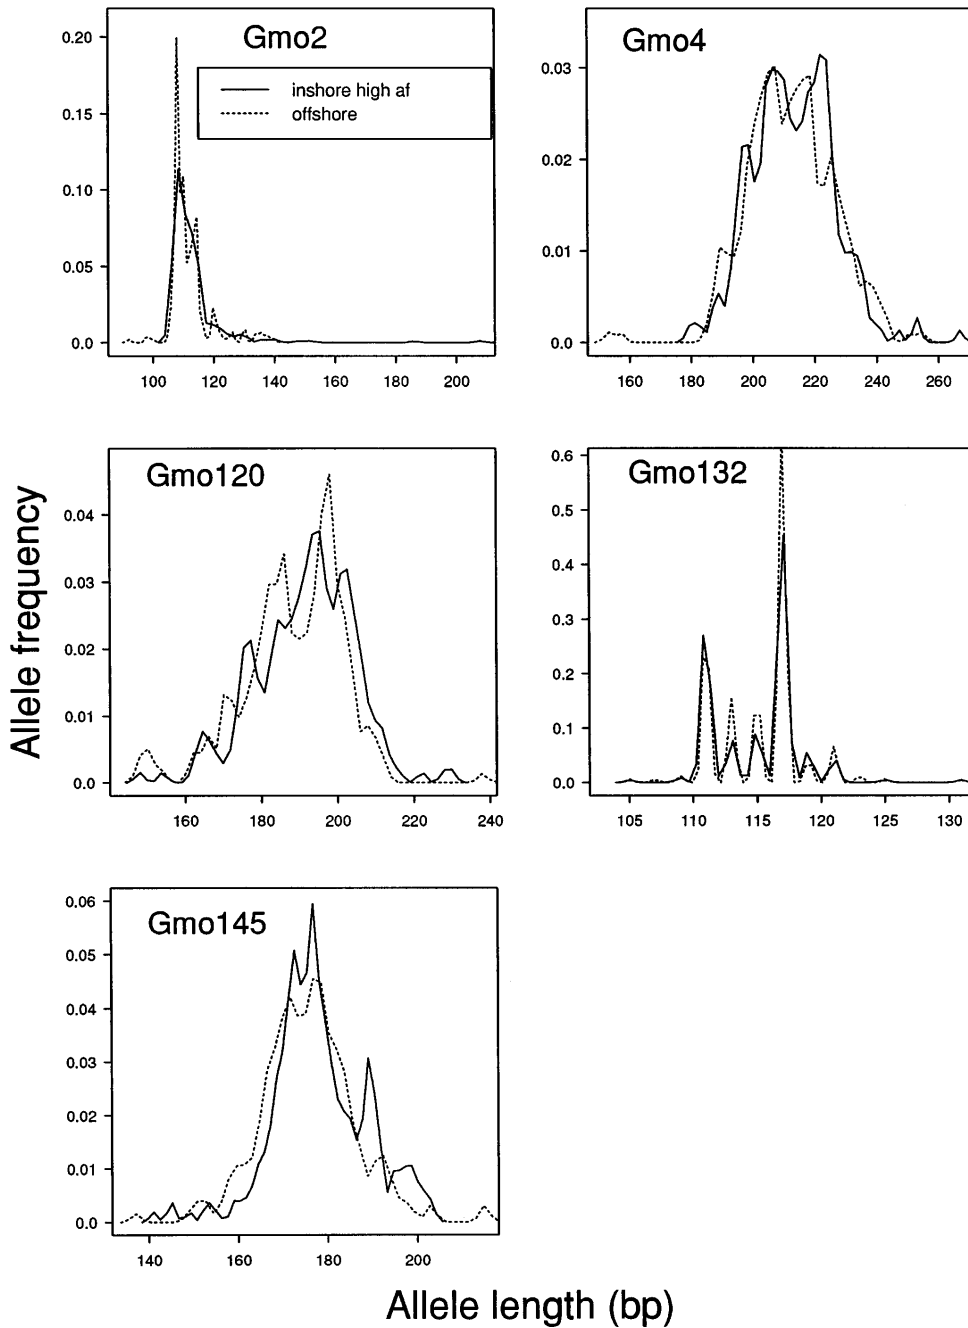 Gmo2
inshore high af
offshore
0.20
0.15
0.10
0.05
0.0
100 120 140 160 180 200
Gmo4
0.03
0.02
0.01
0.0
160 180 200 220 240 260
Gmo120
0.04
0.03
0.02
0.01
0.0
160 180 200 220 240
Gmo132
0.6
0.5
0.4
0.3
0.2
0.1
0.0
105 110 115 120 125 130
Allele frequency
Gmo145
0.06
0.05
0.04
0.03
0.02
0.01
0.0
140 160 180 200
Allele length (bp)